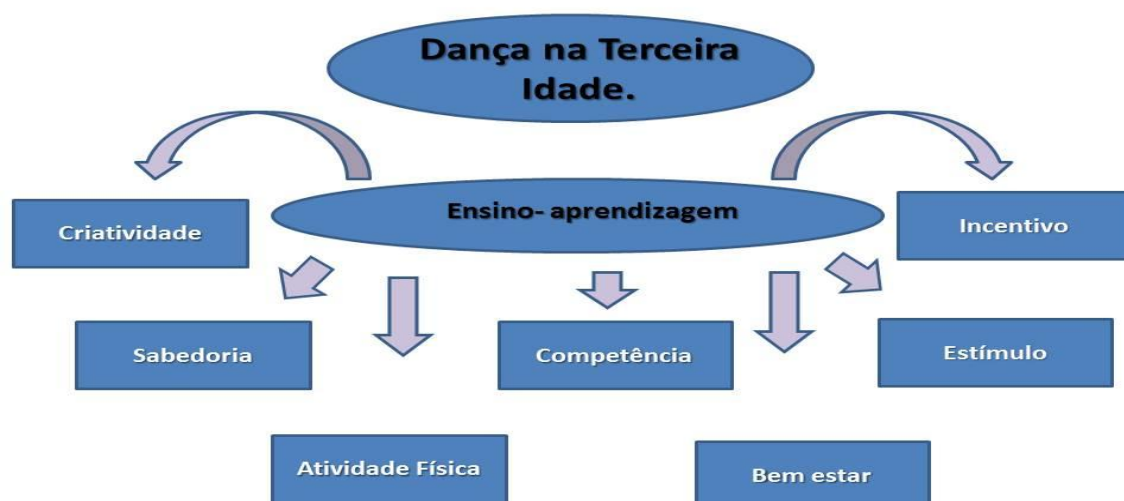 Dança na Terceira
Idade.
Ensino- aprendizagem
Criatividade
Incentivo
Sabedoria
Competência
Estímulo
Atividade Física
Bem estar